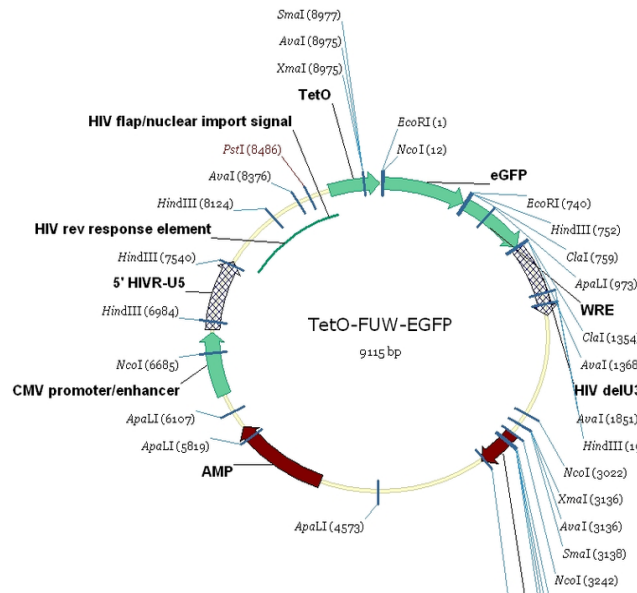 SmaI (8977)
AvaI (8975)
XmaI (8975)
TetO
HIV flap/nuclear import signal
PstI (8486)
AvaI (8376)
HindIII (8124)
HIV rev response element
HindIII (7540)
5' HIVR-U5
HindIII (6984)
NcoI (6685)
CMV promoter/enhancer
ApaLI (6107)
ApaLI (5819)
AMP
ApaLI (4573)
TetO-FUW-EGFP
9115 bp
EcoRI (1)
NcoI (12)
eGFP
EcoRI (740)
HindIII (752)
ClaI (759)
ApaLI (973)
WRE
ClaI (1354)
AvaI (1368)
HIV delU3
AvaI (1851)
HindIII (19
NcoI (3022)
XmaI (3136)
AvaI (3136)
SmaI (3138)
NcoI (3242)